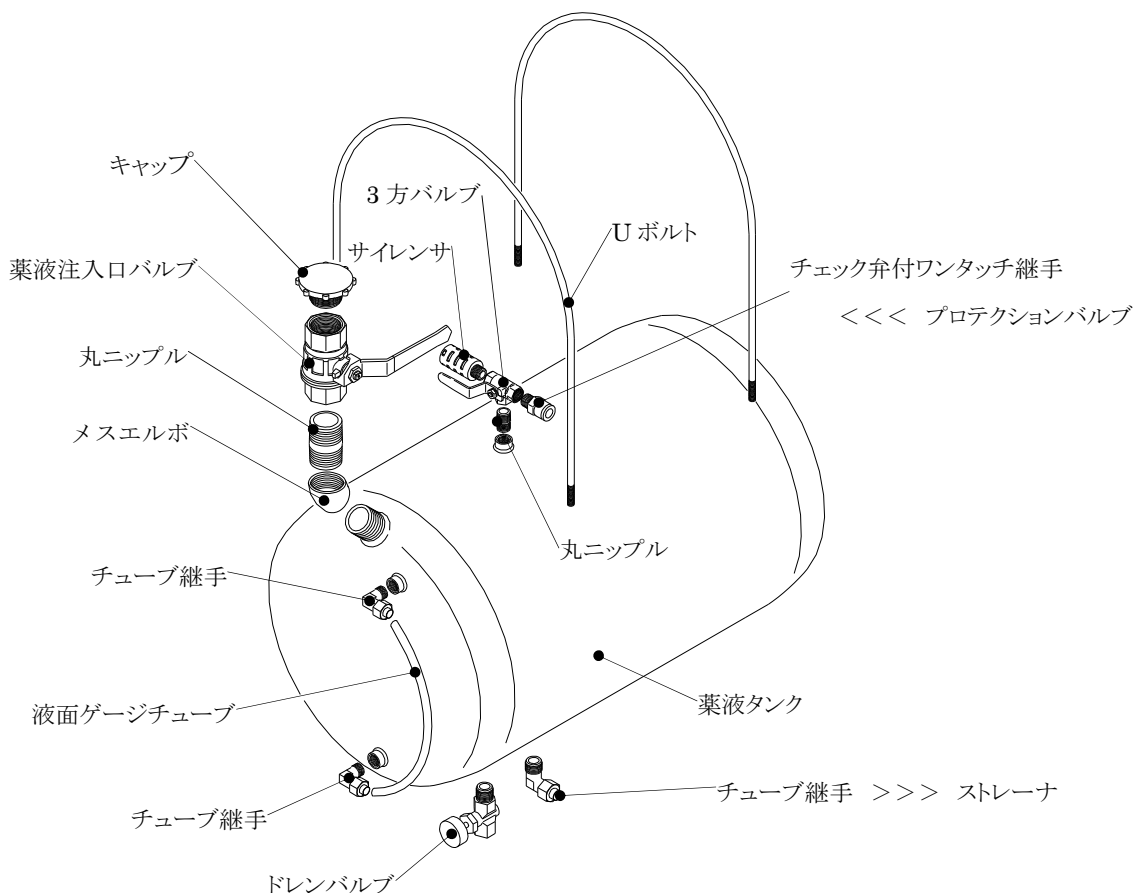 キャップ
3 方バルブ
U ボルト
サイレンサ
薬液注入口バルブ
チェック弁付ワンタッチ継手
<<< プロテクションバルブ
丸ニップル
メスエルボ
丸ニップル
チューブ継手
液面ゲージチューブ
薬液タンク
チューブ継手 >>> ストレーナ
チューブ継手
ドレンバルブ